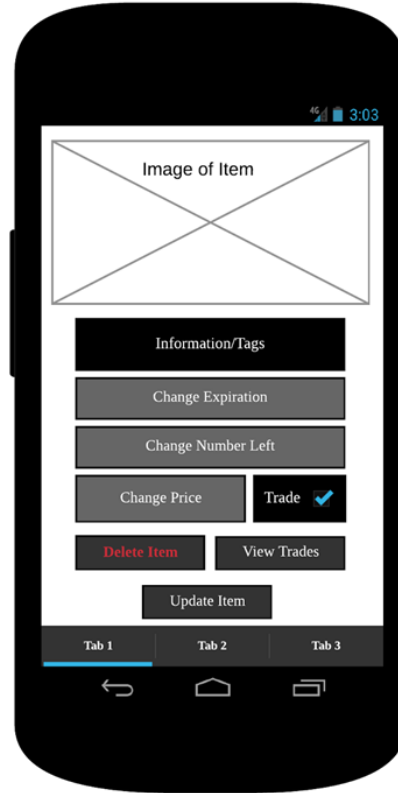 4G 3:03
Image of Item
Information/Tags
Change Expiration
Change Number Left
Change Price Trade
Delete Item View Trades
Update Item
Tab 1 Tab 2 Tab 3